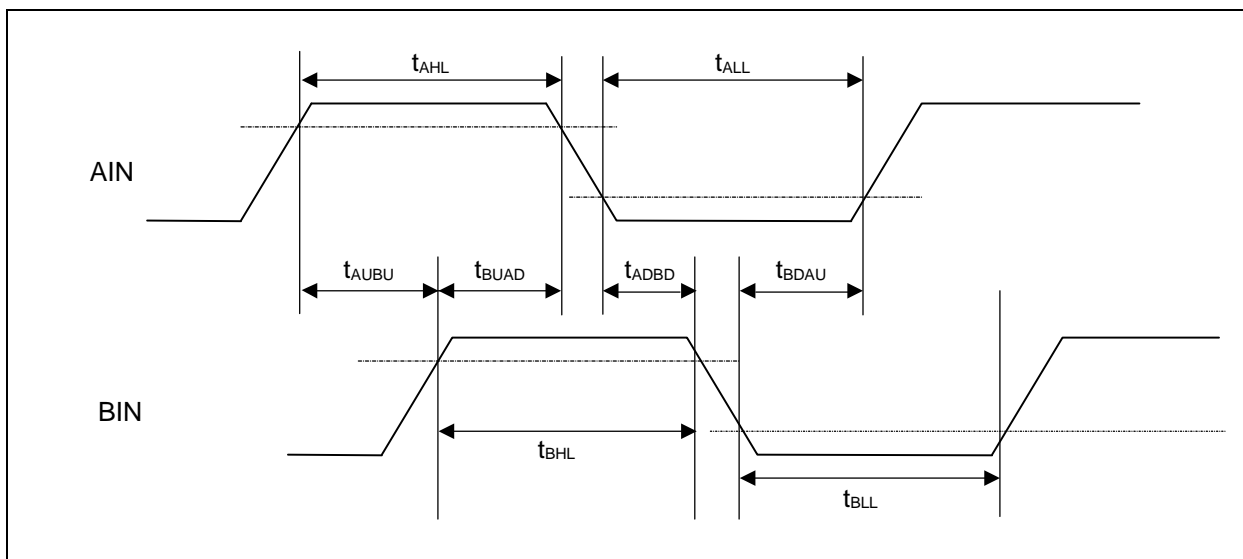 tAHL tALL
AIN
tAUBU tBUAD tADBD tBDAU
BIN
tBHL
tBLL